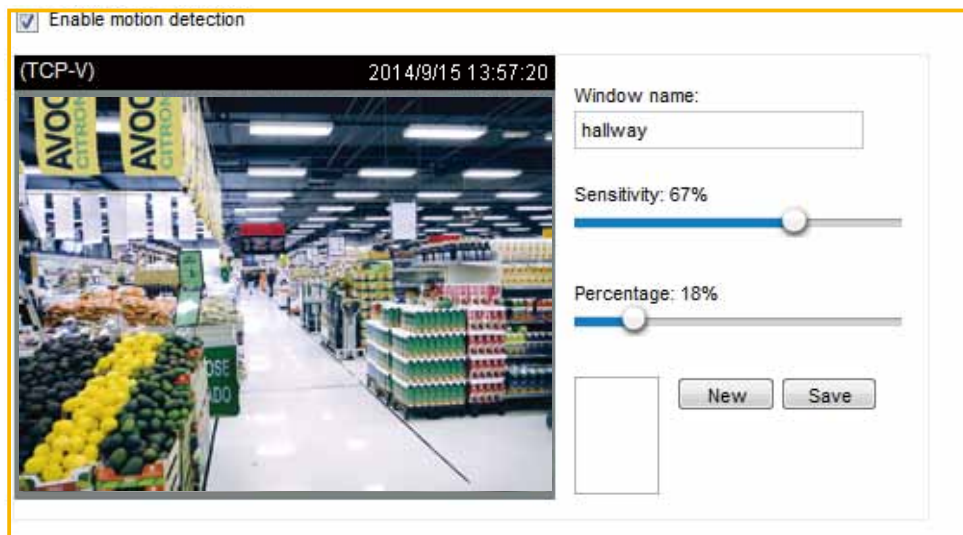 Enable motion detection
(TCP-V) 2014/9/15 13:57:20
Window name:
hallway
Sensitivity: 67%
Percentage: 18%
New Save
AVOC
CITRON
AVOC
CITRON
OSE
ADO